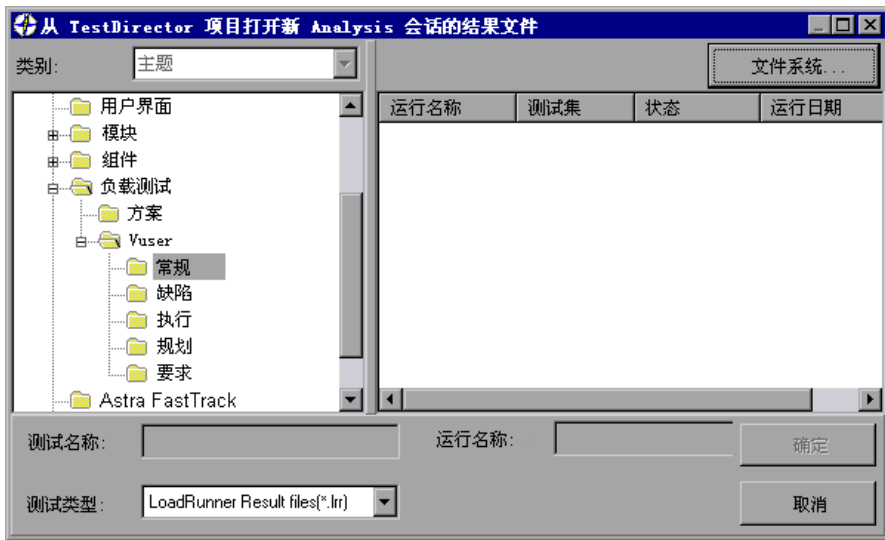 从 TestDirector 项目打开新 Analysis 会话的结果文件
类别: 主题
文件系统...
用户界面
模块
组件
负载测试
方案
Vuser
常规
缺陷
执行
规划
要求
Astra FastTrack
运行名称 测试集 状态 运行日期
测试名称: 运行名称: 确定
测试类型: LoadRunner Result files(*.lrr) 取消